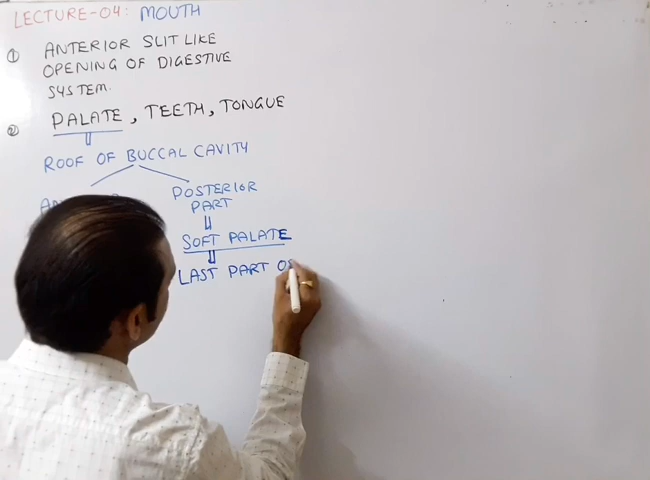 LECTURE-04: MOUTH
① ANTERIOR SLIT LIKE
OPENING OF DIGESTIVE
SYSTEM.
② PALATE, TEETH, TONGUE
ROOF OF BUCCAL CAVITY
POSTERIOR
PART
SOFT PALATE
LAST PART